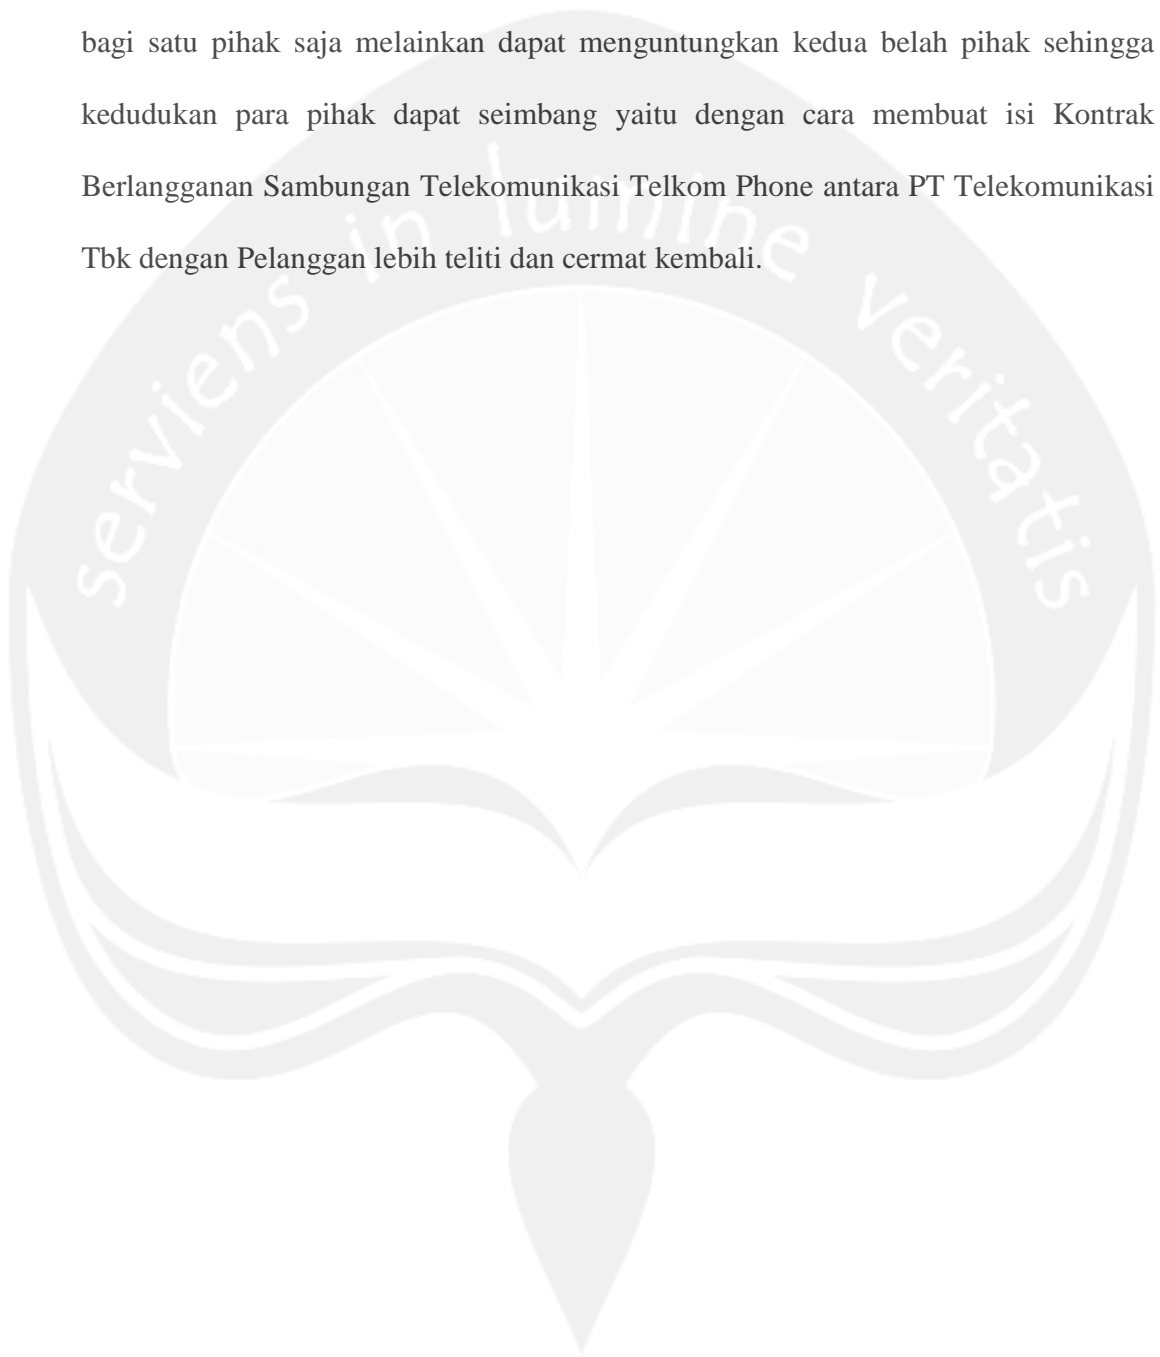 bagi satu pihak saja melainkan dapat menguntungkan kedua belah pihak sehingga
kedudukan para pihak dapat seimbang yaitu dengan cara membuat isi Kontrak
Berlangganan Sambungan Telekomunikasi Telkom Phone antara PT Telekomunikasi
Tbk dengan Pelanggan lebih teliti dan cermat kembali.
serviens in lumine veritatis